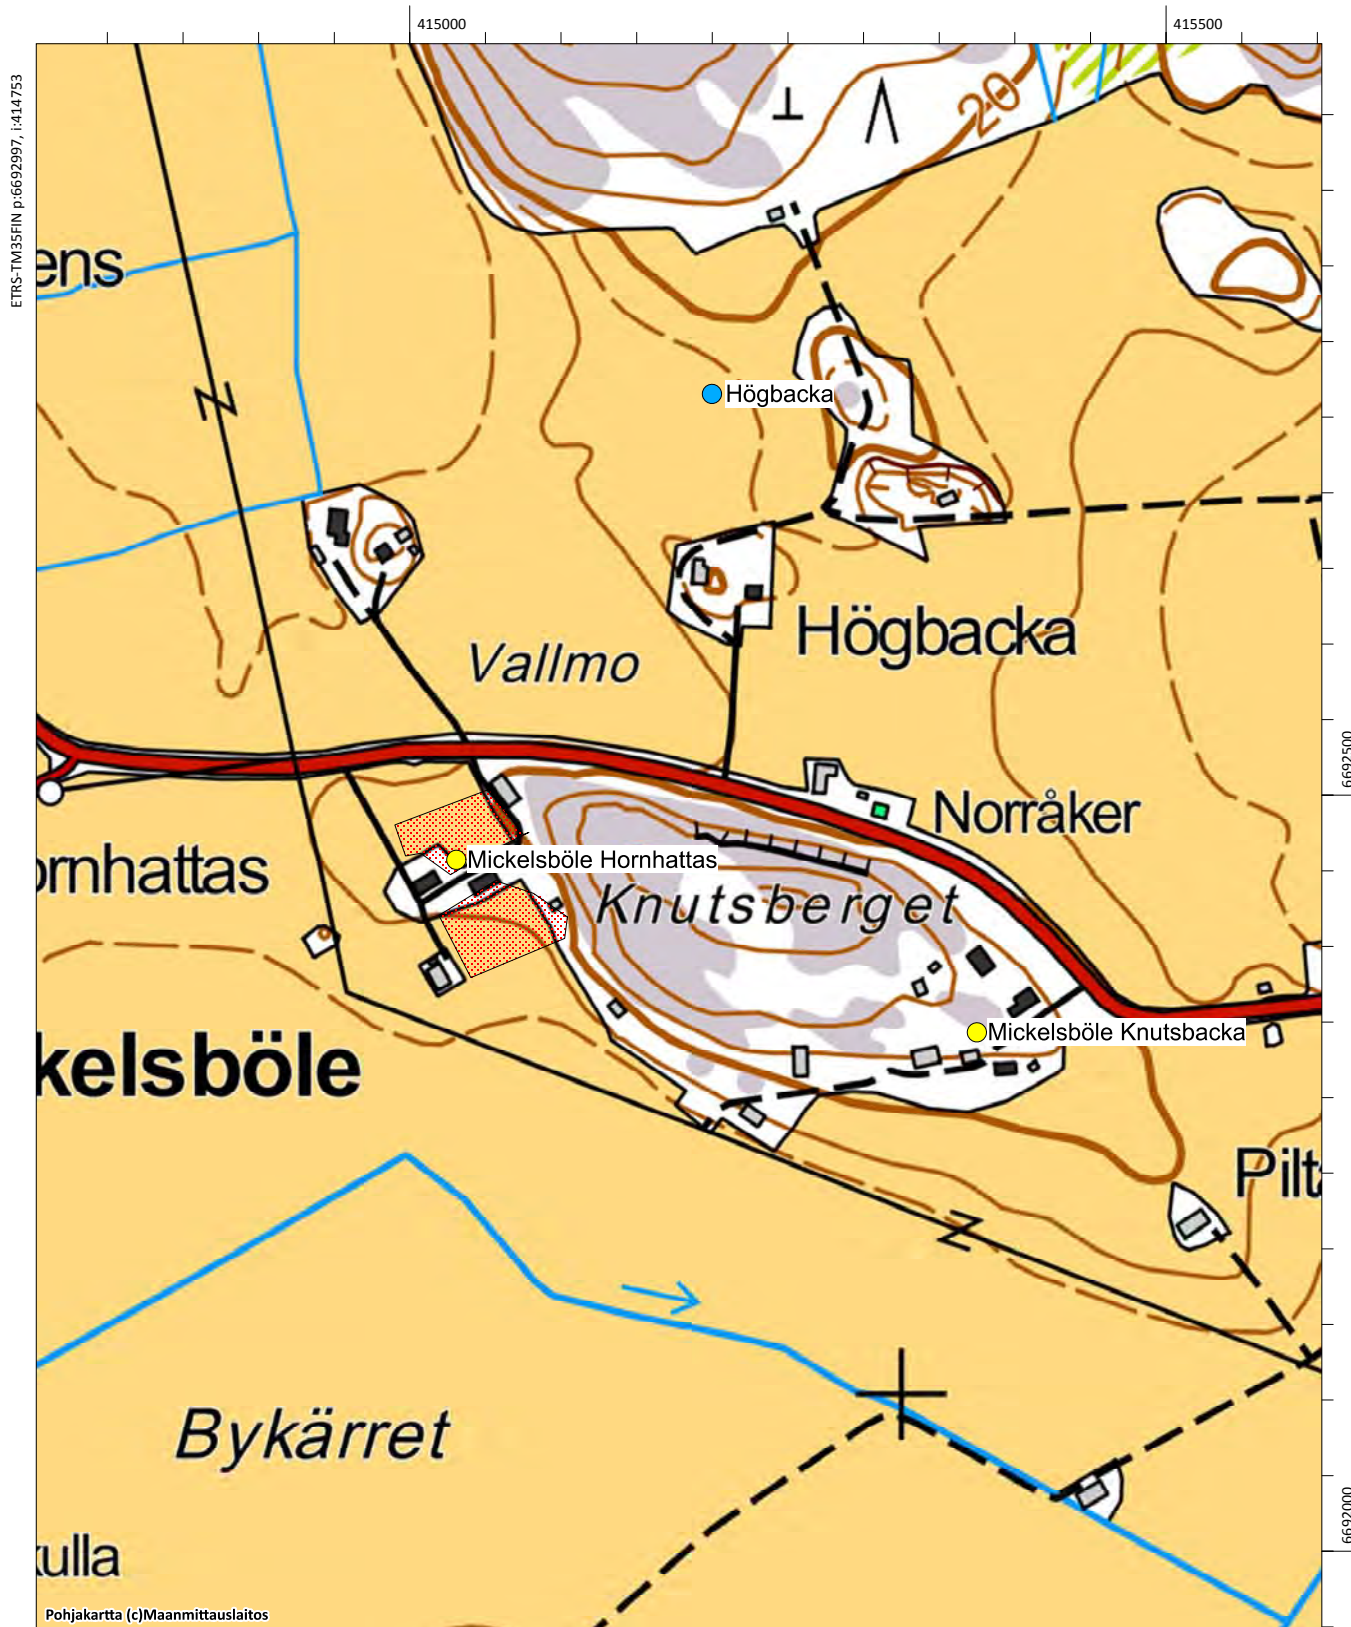 415000
415500
ETRS-TM35FIN p:6692997, i:414753
20
ens
Högbacka
Högbacka
Vallmo
6692500
Norråker
Mickelsböle Hornhattas
ornhattas
Knutsberget
Mickelsböle Knutsbacka
kelsböle
Pilt
Bykärret
6692000
kulla
Pohjakartta (c)Maanmittauslaitos